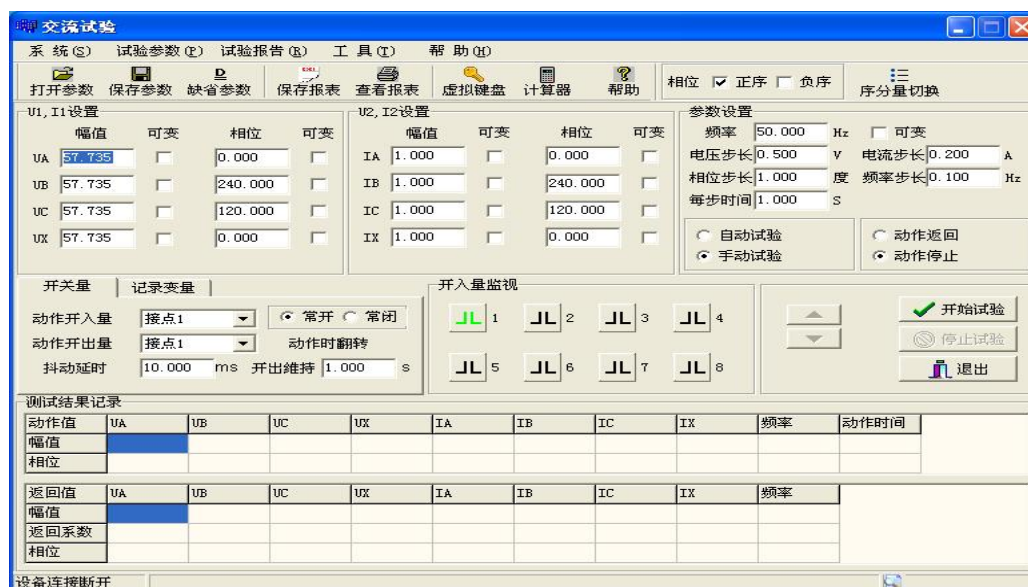 交流试验
系 统(S) 试验参数(P) 试验报告(R) 工 具(T) 帮 助(H)
打开参数 保存参数 缺省参数 保存报表 查看报表 虚拟键盘 计算器 帮助 相位 正序 负序 序分量切换
U1,I1设置
幅值 可变 相位 可变
UA 57.735 0.000
UB 57.735 240.000
UC 57.735 120.000
UX 57.735 0.000
U2,I2设置
幅值 可变 相位 可变
IA 1.000 0.000
IB 1.000 240.000
IC 1.000 120.000
IX 1.000 0.000
参数设置
频率 50.000 Hz 可变
电压步长 0.500 V 电流步长 0.200 A
相位步长 1.000 度 频率步长 0.100 Hz
每步时间 1.000 S
自动试验 动作返回
手动试验 动作停止
开关量 记录变量
动作开入量 接点1 常开 常闭
动作开出量 接点1 动作时翻转
抖动延时 10.000 ms 开出维持 1.000 s
开入量监视
1 2 3 4
5 6 7 8
开始试验
停止试验
退出
测试结果记录
动作值 UA UB UC UX IA IB IC IX 频率 动作时间
幅值
相位
返回值 UA UB UC UX IA IB IC IX 频率
幅值
返回系数
相位
设备连接断开